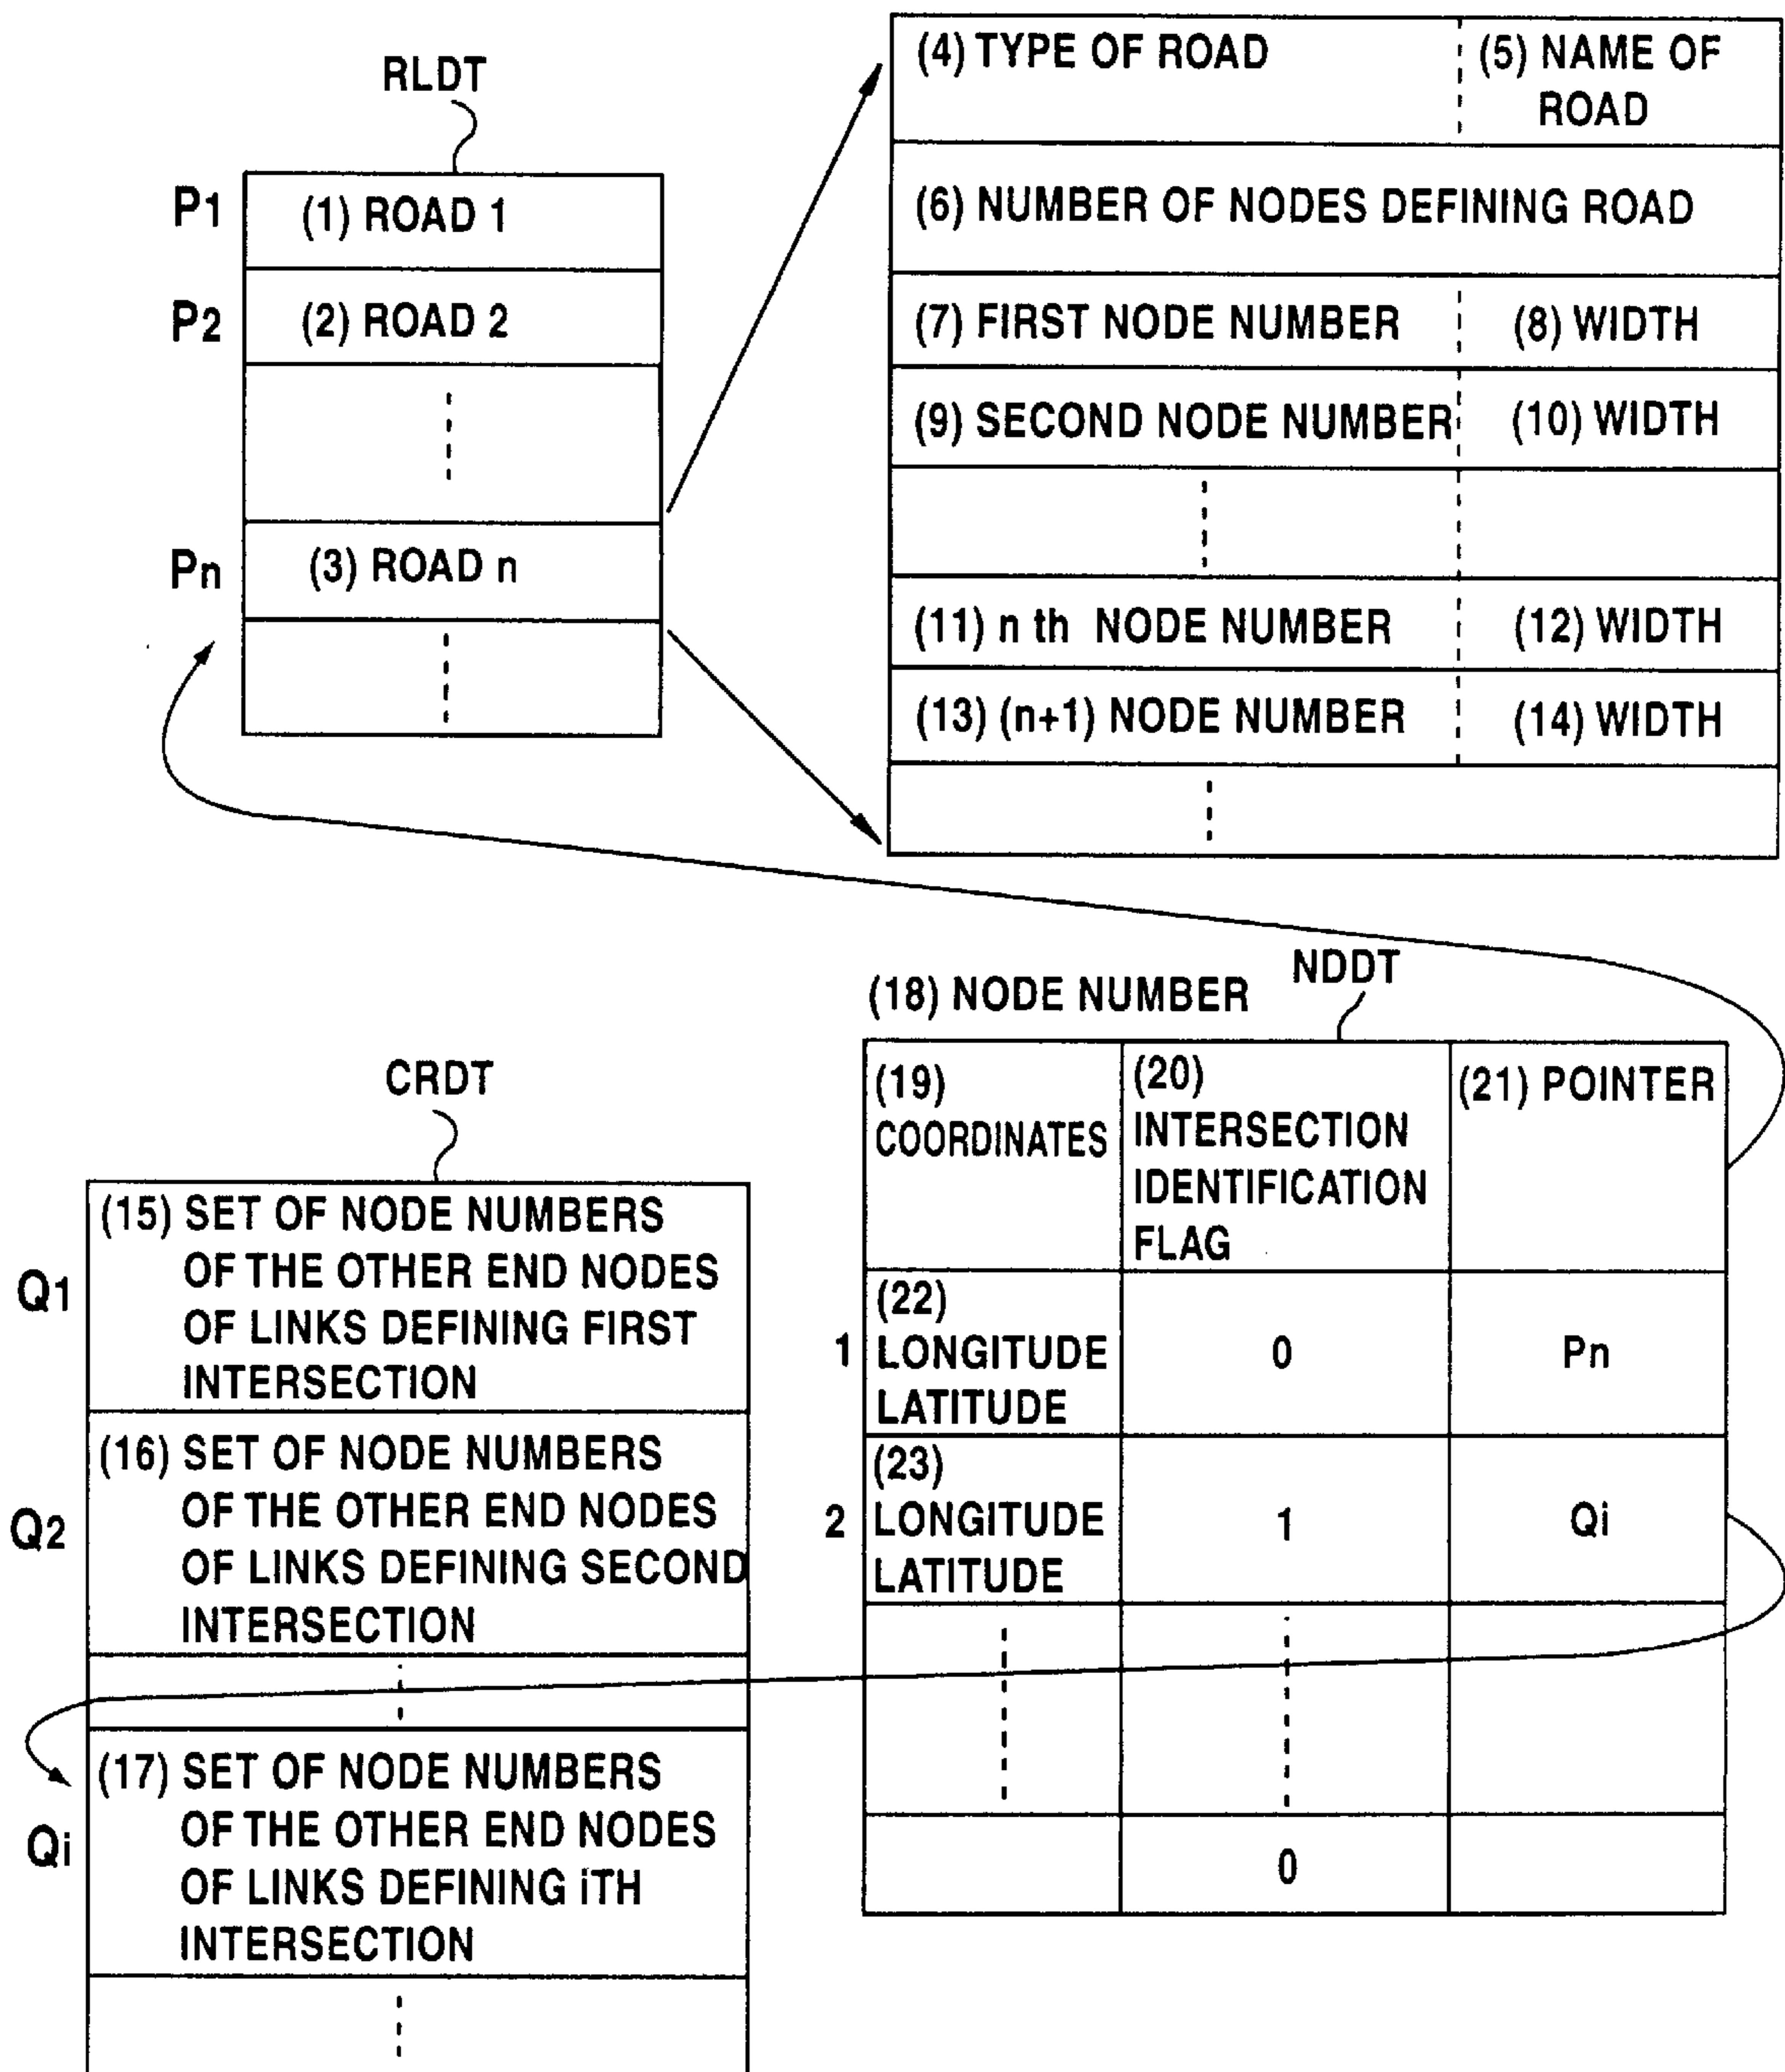 RLDT
P1
(1) ROAD 1
P2
(2) ROAD 2
Pn
(3) ROAD n
(4) TYPE OF ROAD
(5) NAME OF
ROAD
(6) NUMBER OF NODES DEFINING ROAD
(7) FIRST NODE NUMBER
(8) WIDTH
(9) SECOND NODE NUMBER
(10) WIDTH
(11) n th NODE NUMBER
(12) WIDTH
(13) (n+1) NODE NUMBER
(14) WIDTH
CRDT
Q1
(15) SET OF NODE NUMBERS
OF THE OTHER END NODES
OF LINKS DEFINING FIRST
INTERSECTION
Q2
(16) SET OF NODE NUMBERS
OF THE OTHER END NODES
OF LINKS DEFINING SECOND
INTERSECTION
Qi
(17) SET OF NODE NUMBERS
OF THE OTHER END NODES
OF LINKS DEFINING iTH
INTERSECTION
(18) NODE NUMBER
NDDT
(19)
COORDINATES
(20)
INTERSECTION
IDENTIFICATION
FLAG
(21) POINTER
1
(22)
LONGITUDE
LATITUDE
0
Pn
2
(23)
LONGITUDE
LATITUDE
1
Qi
0